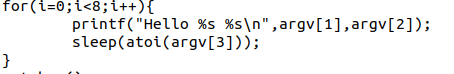 for(i=0;i<8;i++){
printf("Hello %s %s\n",argv[1],argv[2]);
sleep(atoi(argv[3]));
}